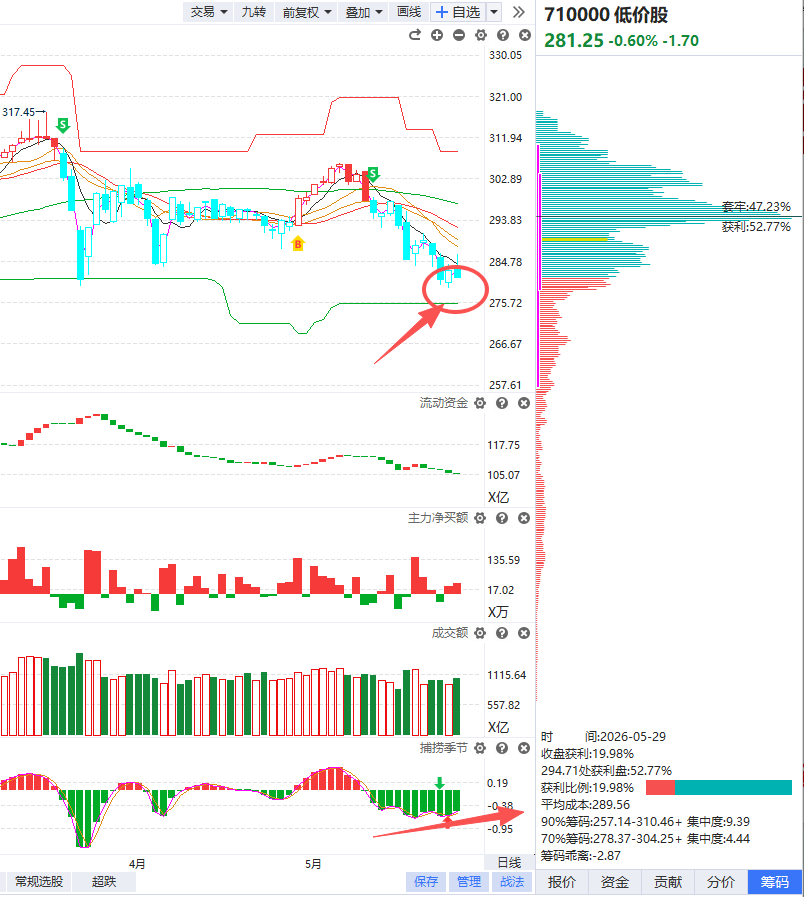 交易 九转 前复权 叠加 画线 +自选
710000 低价股
281.25 -0.60% -1.70
330.05
321.00
317.45→
S
311.94
S
302.89
套牢:47.23%
293.83
获利:52.77%
B
284.78
275.72
266.67
257.61
流动资金
117.75
105.07
X亿
主力净买额
135.59
17.02
X万
成交额
1115.64
557.82
X亿
时 间:2026-05-29
捕捞季节
收盘获利:19.98%
294.71处获利盘:52.77%
0.19
获利比例:19.98%
-0.38
平均成本:289.56
90%筹码:257.14-310.46+ 集中度:9.39
-0.95
70%筹码:278.37-304.25+ 集中度:4.44
筹码乖离:-2.87
4月 5月 日线
常规选股 超跌 保存 管理 战法
报价 资金 贡献 分价 筹码